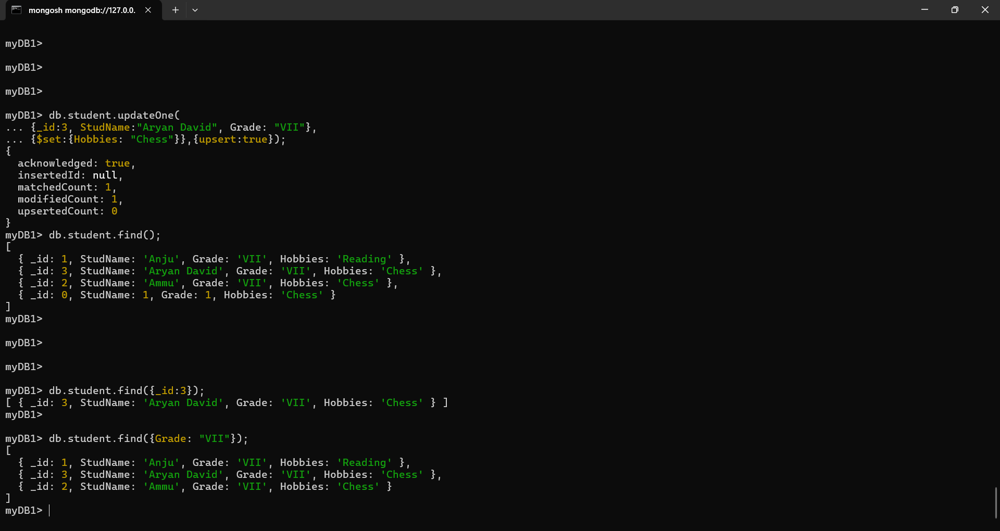 mongosh mongodb://127.0.0.
myDB1>
myDB1>
myDB1>
myDB1> db.student.updateOne(
... {_id:3, StudName:"Aryan David", Grade: "VII"},
... {$set:{Hobbies: "Chess"}},{upsert:true});
{
  acknowledged: true,
  insertedId: null,
  matchedCount: 1,
  modifiedCount: 1,
  upsertedCount: 0
}
myDB1> db.student.find();
[
  { _id: 1, StudName: 'Anju', Grade: 'VII', Hobbies: 'Reading' },
  { _id: 3, StudName: 'Aryan David', Grade: 'VII', Hobbies: 'Chess' },
  { _id: 2, StudName: 'Ammu', Grade: 'VII', Hobbies: 'Chess' },
  { _id: 0, StudName: 1, Grade: 1, Hobbies: 'Chess' }
]
myDB1>
myDB1>
myDB1>
myDB1> db.student.find({_id:3});
[ { _id: 3, StudName: 'Aryan David', Grade: 'VII', Hobbies: 'Chess' } ]
myDB1>
myDB1> db.student.find({Grade: "VII"});
[
  { _id: 1, StudName: 'Anju', Grade: 'VII', Hobbies: 'Reading' },
  { _id: 3, StudName: 'Aryan David', Grade: 'VII', Hobbies: 'Chess' },
  { _id: 2, StudName: 'Ammu', Grade: 'VII', Hobbies: 'Chess' }
]
myDB1>